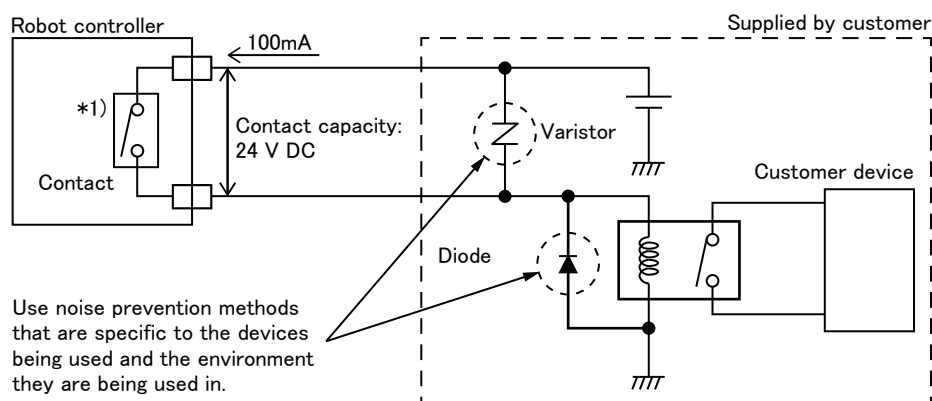 Robot controller
Supplied by customer
100mA
*1)
Contact capacity:
24 V DC
Varistor
Contact
Customer device
Diode
Use noise prevention methods
that are specific to the devices
being used and the environment
they are being used in.